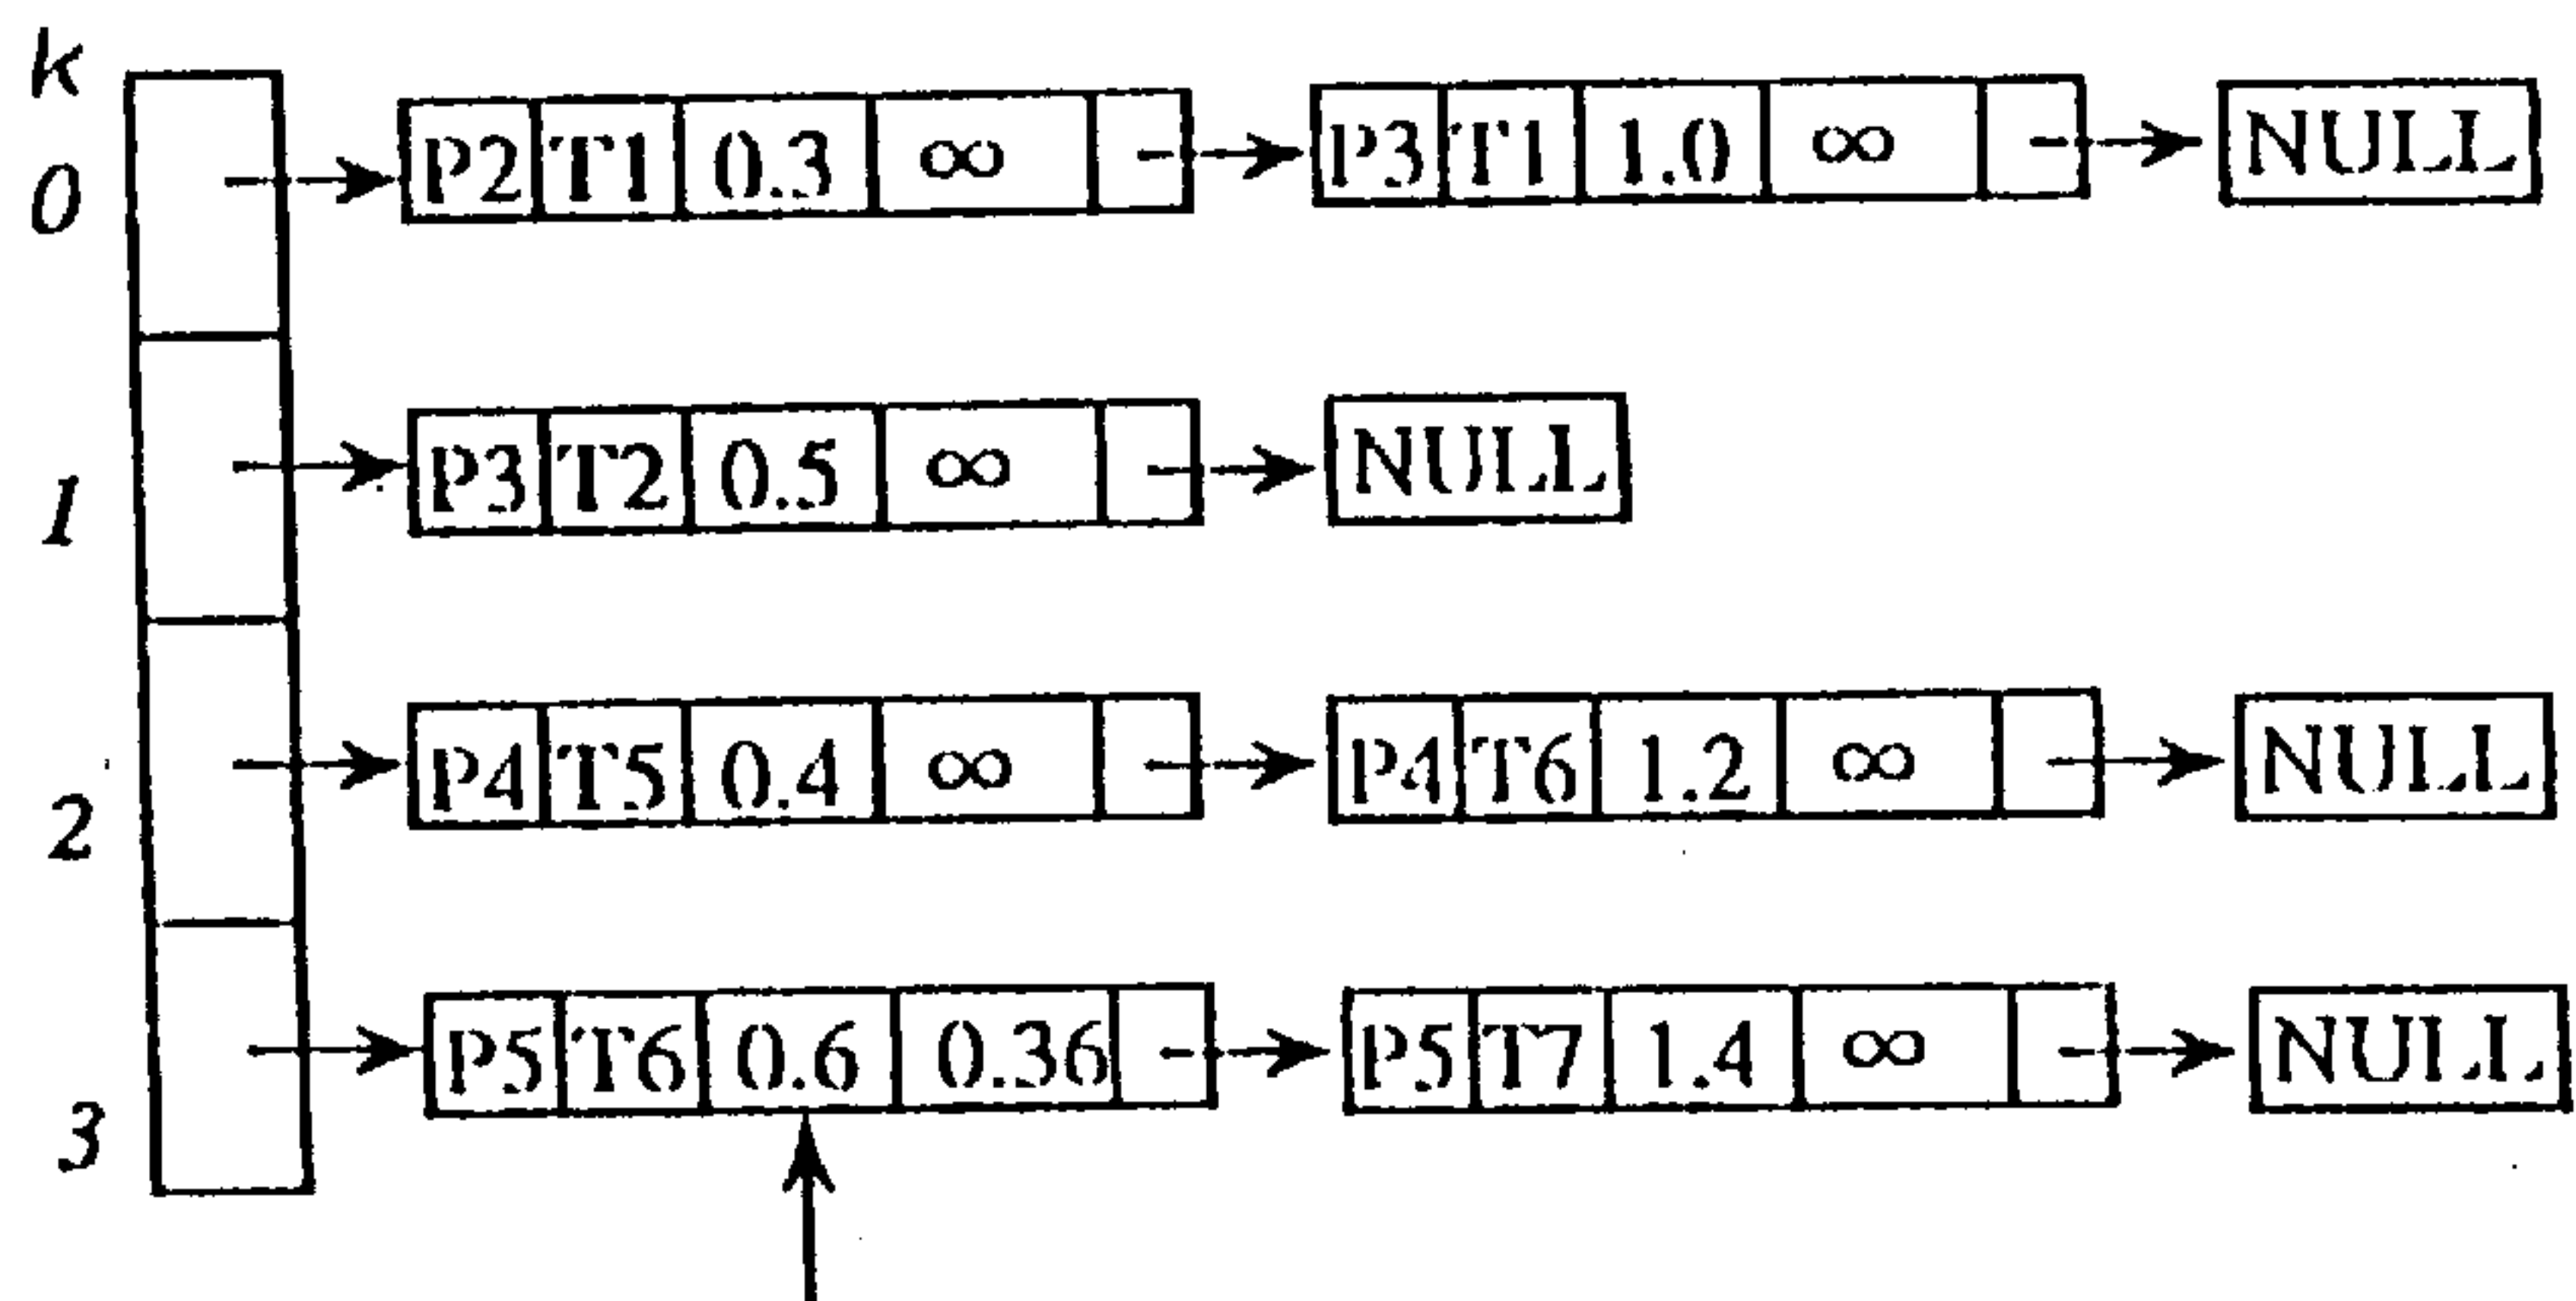 k
0 P2 T1 0.3 ∞ P3 T1 1.0 ∞ NULL
1 P3 T2 0.5 ∞ NULL
2 P4 T5 0.4 ∞ P4 T6 1.2 ∞ NULL
3 P5 T6 0.6 0.36 P5 T7 1.4 ∞ NULL